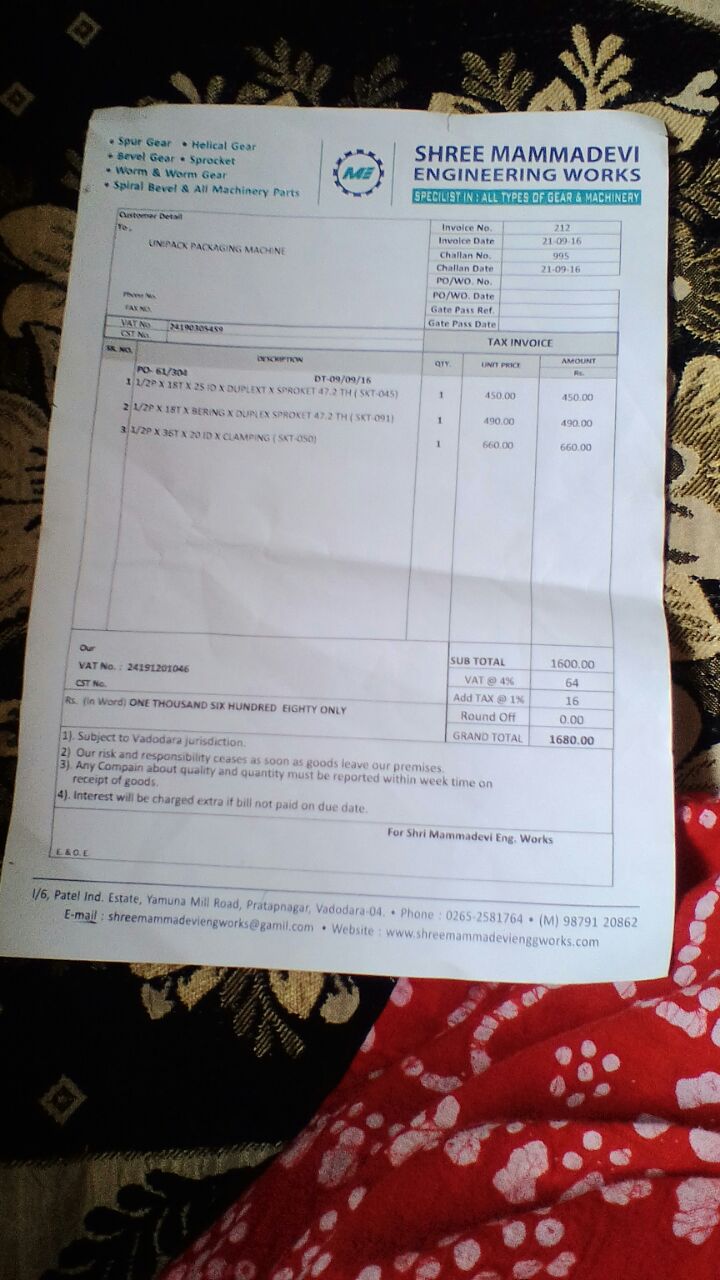 • Spur Gear • Helical Gear
• Bevel Gear • Sprocket
• Worm & Worm Gear
• Spiral Bevel & All Machinery Parts
ME
SHREE MAMMADEVI
ENGINEERING WORKS
SPECILIST IN : ALL TYPES OF GEAR & MACHINERY
Customer Detail
To.,
UNIPACK PACKAGING MACHINE
Phone No.
FAX NO.
VAT No. 24190305459
CST No.
Invoice No. 212
Invoice Date 21-09-16
Challan No. 995
Challan Date 21-09-16
PO/WO. No.
PO/WO. Date
Gate Pass Ref.
Gate Pass Date
TAX INVOICE
SR. NO. DESCRIPTION QTY. UNIT PRICE AMOUNT
Rs.
PO- 61/304 DT-09/09/16
1 1/2P X 18T X 25 ID X DUPLEXT X SPROKET 47.2 TH ( SKT-045) 1 450.00 450.00
2 1/2P X 18T X BERING X DUPLEX SPROKET 47.2 TH ( SKT-091) 1 490.00 490.00
3 1/2P X 36T X 20 ID X CLAMPING ( SKT-050) 1 660.00 660.00
Our
VAT No. : 24191201046
CST No.
SUB TOTAL 1600.00
VAT @ 4% 64
Add TAX @ 1% 16
Round Off 0.00
GRAND TOTAL 1680.00
Rs. (in Word) ONE THOUSAND SIX HUNDRED EIGHTY ONLY
1). Subject to Vadodara jurisdiction.
2) Our risk and responsibility ceases as soon as goods leave our premises.
3). Any Compain about quality and quantity must be reported within week time on
receipt of goods.
4). Interest will be charged extra if bill not paid on due date.
For Shri Mammadevi Eng. Works
E. & O. E.
I/6, Patel Ind. Estate, Yamuna Mill Road, Pratapnagar, Vadodara-04. • Phone : 0265-2581764 • (M) 98791 20862
E-mail : shreemammadeviengworks@gamil.com • Website : www.shreemammadevienggworks.com